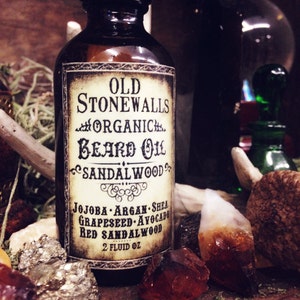 OLD
STONEWALLS
ORGANIC
BEARD OIL
SANDALWOOD
JOJOBA · ARGAN · SHEA
GRAPESEED · AVOCADO
RED SANDALWOOD
2 FLUID OZ